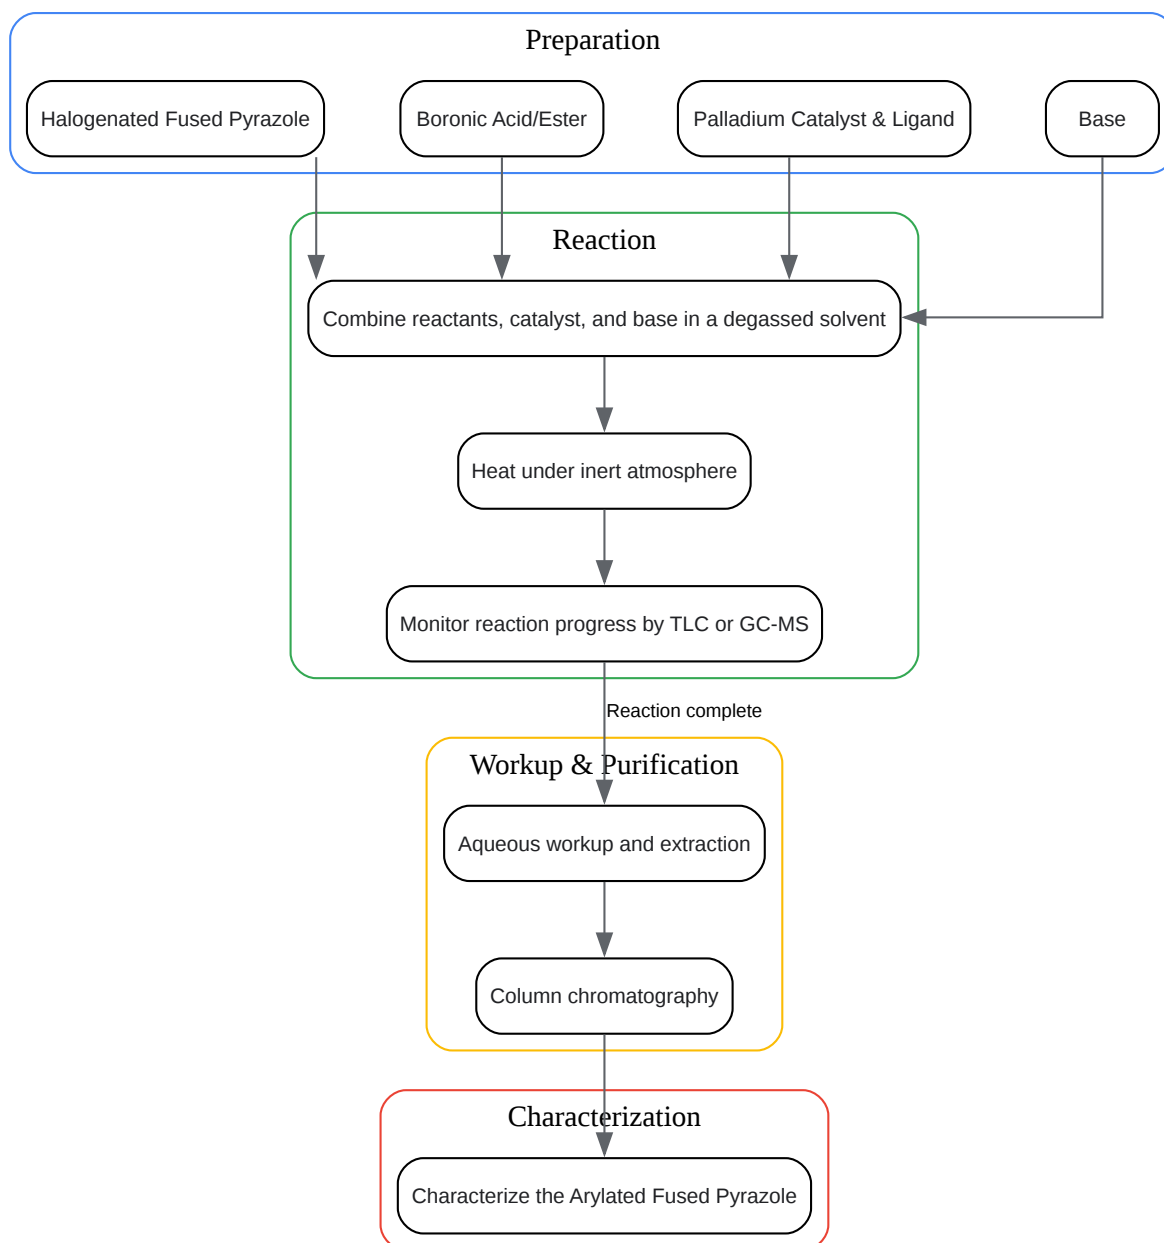 Preparation
Halogenated Fused Pyrazole
Boronic Acid/Ester
Palladium Catalyst & Ligand
Base
Reaction
Combine reactants, catalyst, and base in a degassed solvent
Heat under inert atmosphere
Monitor reaction progress by TLC or GC-MS
Reaction complete
Workup & Purification
Aqueous workup and extraction
Column chromatography
Characterization
Characterize the Arylated Fused Pyrazole